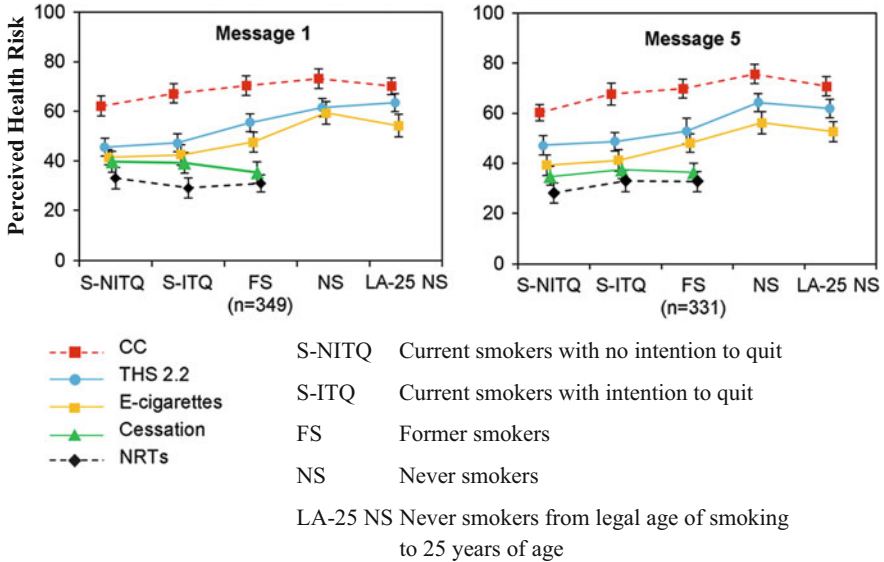 Perceived Health Risk
100
80
60
40
20
0
Message 1
S-NITQ S-ITQ FS NS LA-25 NS
(n=349)
100
80
60
40
20
0
Message 5
S-NITQ S-ITQ FS NS LA-25 NS
(n=331)
CC
THS 2.2
E-cigarettes
Cessation
NRTs
S-NITQ Current smokers with no intention to quit
S-ITQ Current smokers with intention to quit
FS Former smokers
NS Never smokers
LA-25 NS Never smokers from legal age of smoking
to 25 years of age